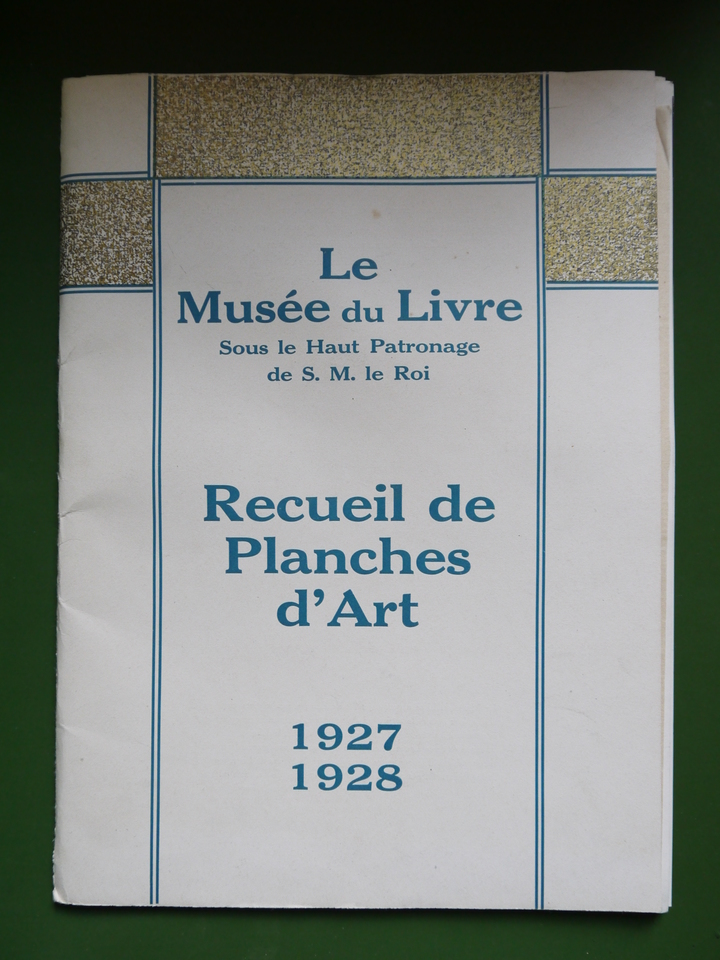 Le
Musée du Livre
Sous le Haut Patronage
de S. M. le Roi
Recueil de
Planches
d'Art
1927
1928